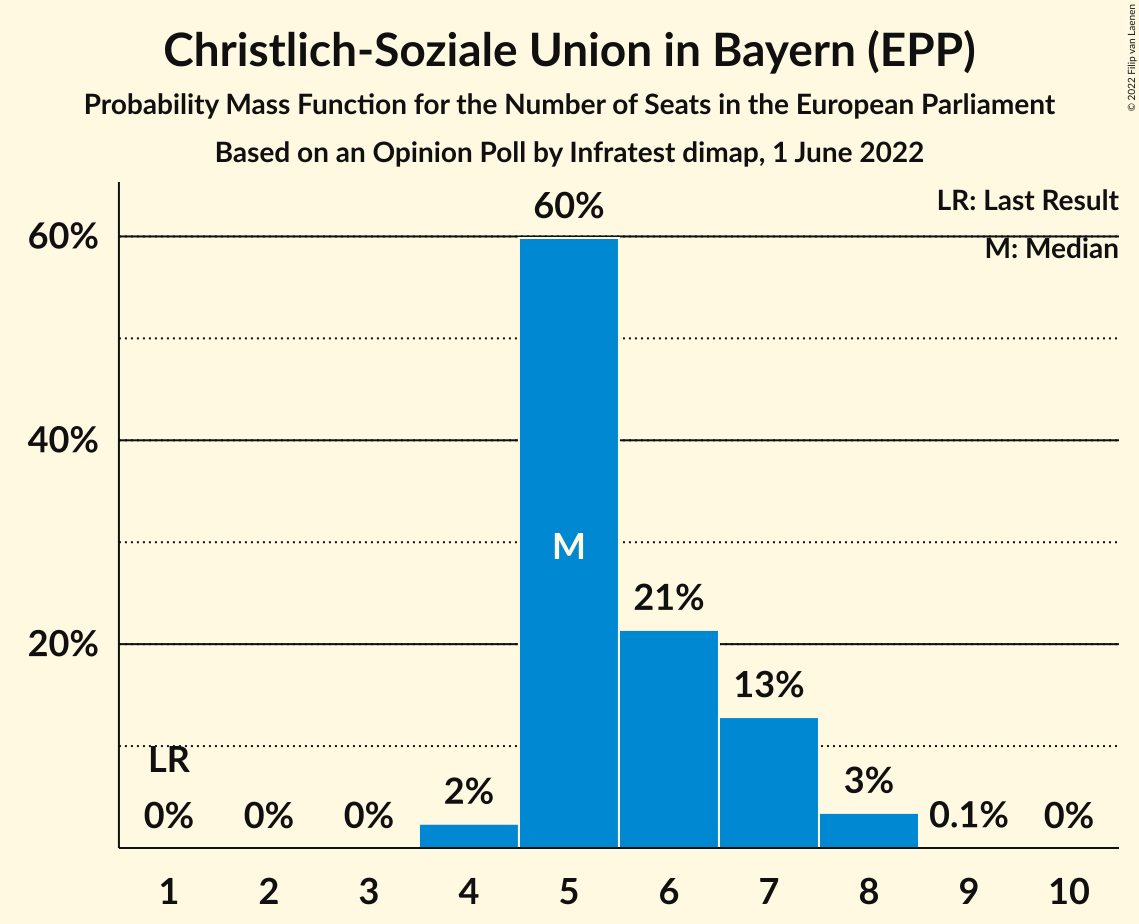 Christlich-Soziale Union in Bayern (EPP)
Probability Mass Function for the Number of Seats in the European Parliament
Based on an Opinion Poll by Infratest dimap, 1 June 2022
© 2022 Filip van Laenen
LR: Last Result
M: Median
60%
40%
20%
60%
M
21%
13%
LR
0%
0%
0%
2%
3%
0.1%
0%
1 2 3 4 5 6 7 8 9 10